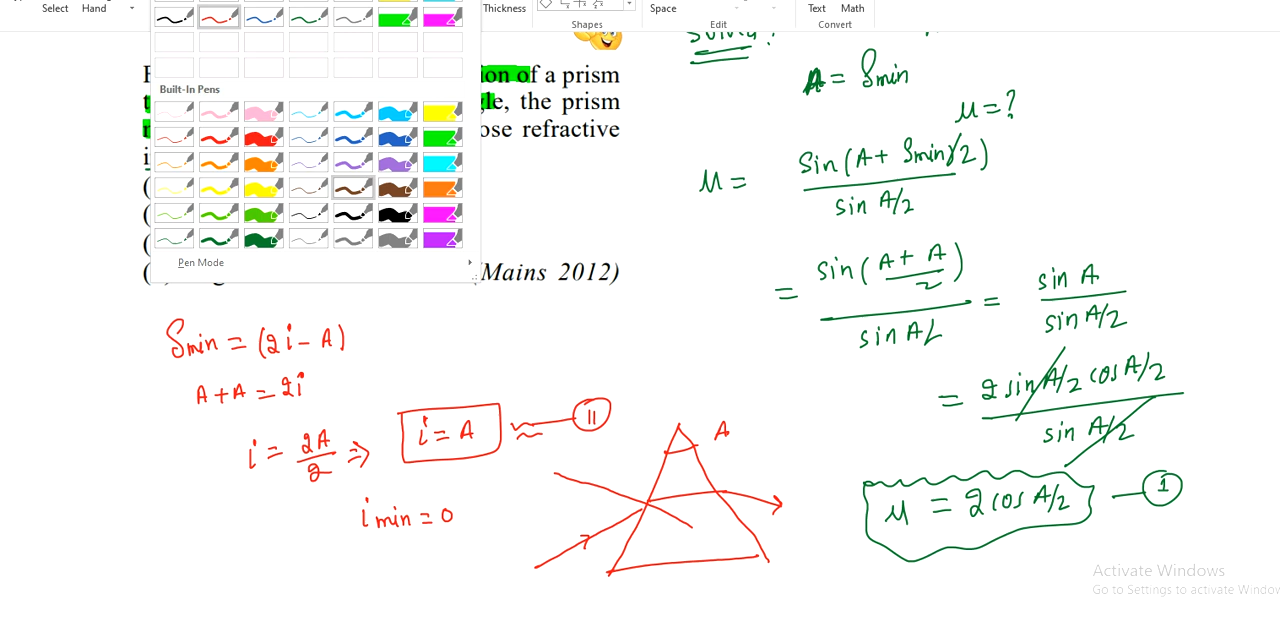 Select Hand Thickness Shapes Space Edit Text Math Convert
Built-In Pens
Pen Mode
ion of a prism
le, the prism
ose refractive
Mains 2012)
A = δmin
μ = ?
μ = sin(A + δmin/2) / sin A/2
= sin(A + A / 2) / sin A/2 = sin A / sin A/2
= 2 sin A/2 cos A/2 / sin A/2
μ = 2 cos A/2 — 1
δmin = (2i - A)
A + A = 2i
i = 2A/2 ⇒ i = A — II
i min = 0
A
Activate Windows
Go to Settings to activate Window